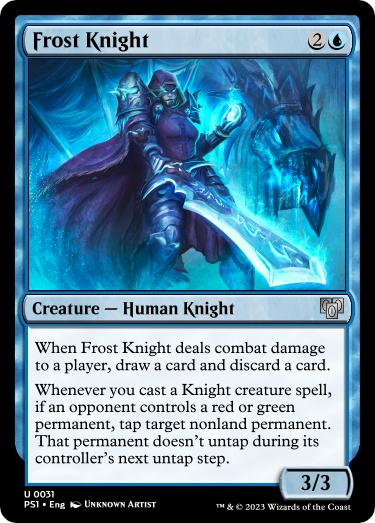 Frost Knight 2
Creature — Human Knight
When Frost Knight deals combat damage
to a player, draw a card and discard a card.
Whenever you cast a Knight creature spell,
if an opponent controls a red or green
permanent, tap target nonland permanent.
That permanent doesn't untap during its
controller's next untap step.
3/3
U 0031
PS1 • Eng Unknown Artist
™ & © 2023 Wizards of the Coast